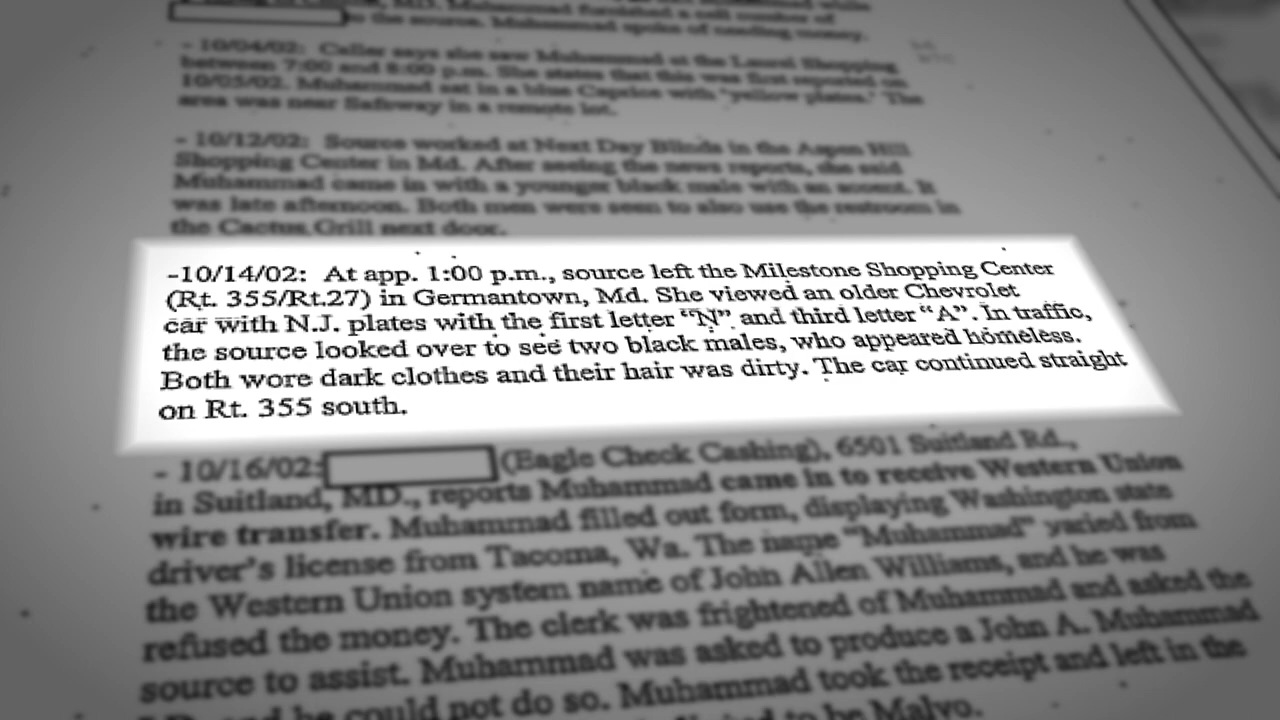 to the source. Muhammad spoke of needing money.
- 10/04/02: Caller says she saw Muhammad at the Laurel Shopping
between 7:00 and 8:00 p.m. She states that this was first reported on
10/05/02. Muhammad sat in a blue Caprice with "yellow plates." The
area was near Safeway in a remote lot.
- 10/12/02: Source worked at Next Day Blinds in the Aspen Hill
Shopping Center in Md. After seeing the news reports, she said
Muhammad came in with a younger black male with an accent. It
was late afternoon. Both men were seen to also use the restroom in
the Cactus Grill next door.
-10/14/02: At app. 1:00 p.m., source left the Milestone Shopping Center
(Rt. 355/Rt.27) in Germantown, Md. She viewed an older Chevrolet
car with N.J. plates with the first letter “N” and third letter “A”. In traffic,
the source looked over to see two black males, who appeared homeless.
Both wore dark clothes and their hair was dirty. The car continued straight
on Rt. 355 south.
- 10/16/02: (Eagle Check Cashing), 6501 Suitland Rd.,
in Suitland, MD., reports Muhammad came in to receive Western Union
wire transfer. Muhammad filled out form, displaying Washington state
driver's license from Tacoma, Wa. The name "Muhammad" varied from
the Western Union system name of John Allen Williams, and he was
refused the money. The clerk was frightened of Muhammad and asked the
source to assist. Muhammad was asked to produce a John A. Muhammad
and he could not do so. Muhammad took the receipt and left in the
to be Malvo.